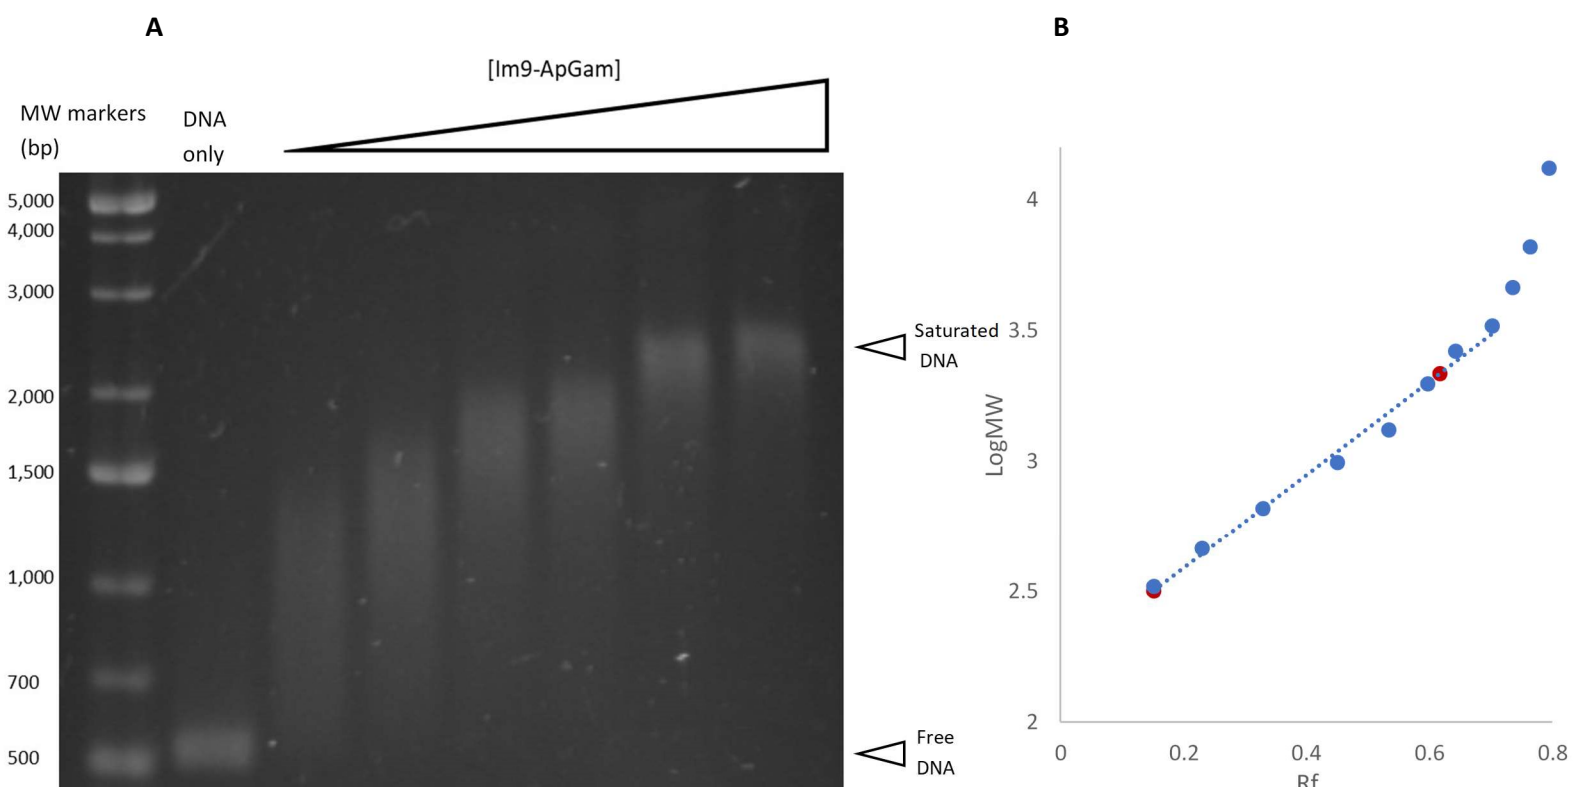 A
B
[Im9-ApGam]
MW markers
(bp)
DNA
only
5,000
4,000
3,000
2,000
1,500
1,000
700
500
Saturated
DNA
Free
DNA
4
3.5
3
2.5
2
LogMW
0
0.2
0.4
0.6
0.8
Rf